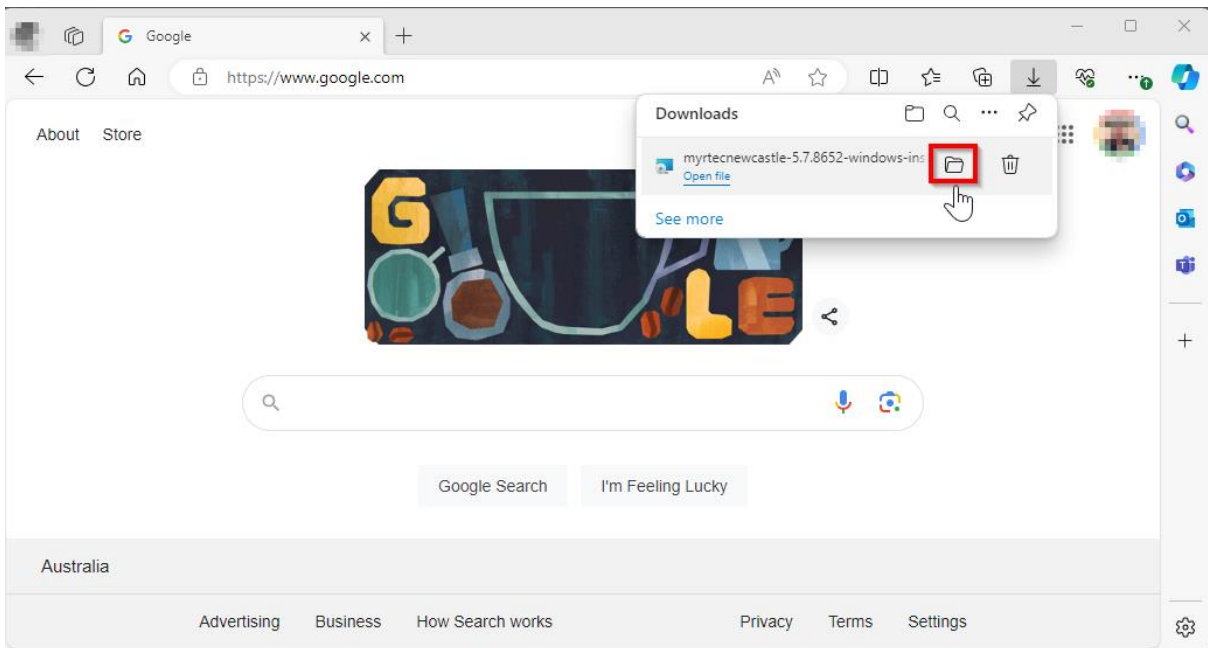 Google
https://www.google.com
Downloads
About Store
myrtecnewcastle-5.7.8652-windows-ins
Open file
See more
G LE
Google Search I'm Feeling Lucky
Australia
Advertising Business How Search works Privacy Terms Settings